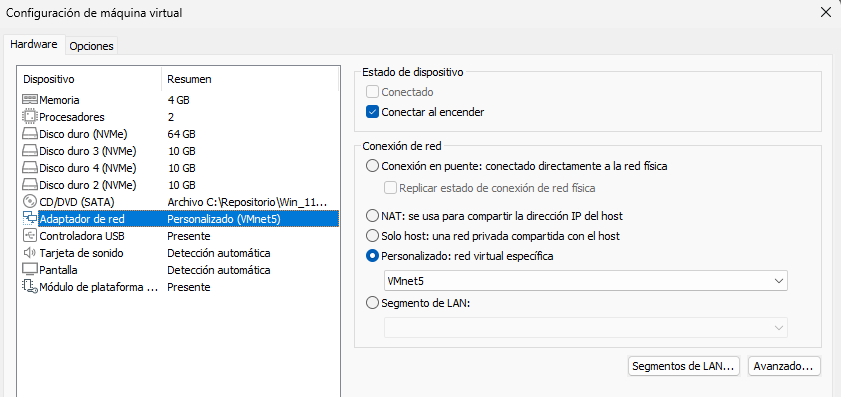 Configuración de máquina virtual
Hardware Opciones
Dispositivo Resumen
Memoria 4 GB
Procesadores 2
Disco duro (NVMe) 64 GB
Disco duro 3 (NVMe) 10 GB
Disco duro 4 (NVMe) 10 GB
Disco duro 2 (NVMe) 10 GB
CD/DVD (SATA) Archivo C:\Repositorio\Win_11...
Adaptador de red Personalizado (VMnet5)
Controladora USB Presente
Tarjeta de sonido Detección automática
Pantalla Detección automática
Módulo de plataforma ... Presente
Estado de dispositivo
Conectado
Conectar al encender
Conexión de red
Conexión en puente: conectado directamente a la red física
Replicar estado de conexión de red física
NAT: se usa para compartir la dirección IP del host
Solo host: una red privada compartida con el host
Personalizado: red virtual específica
VMnet5
Segmento de LAN:
Segmentos de LAN... Avanzado...